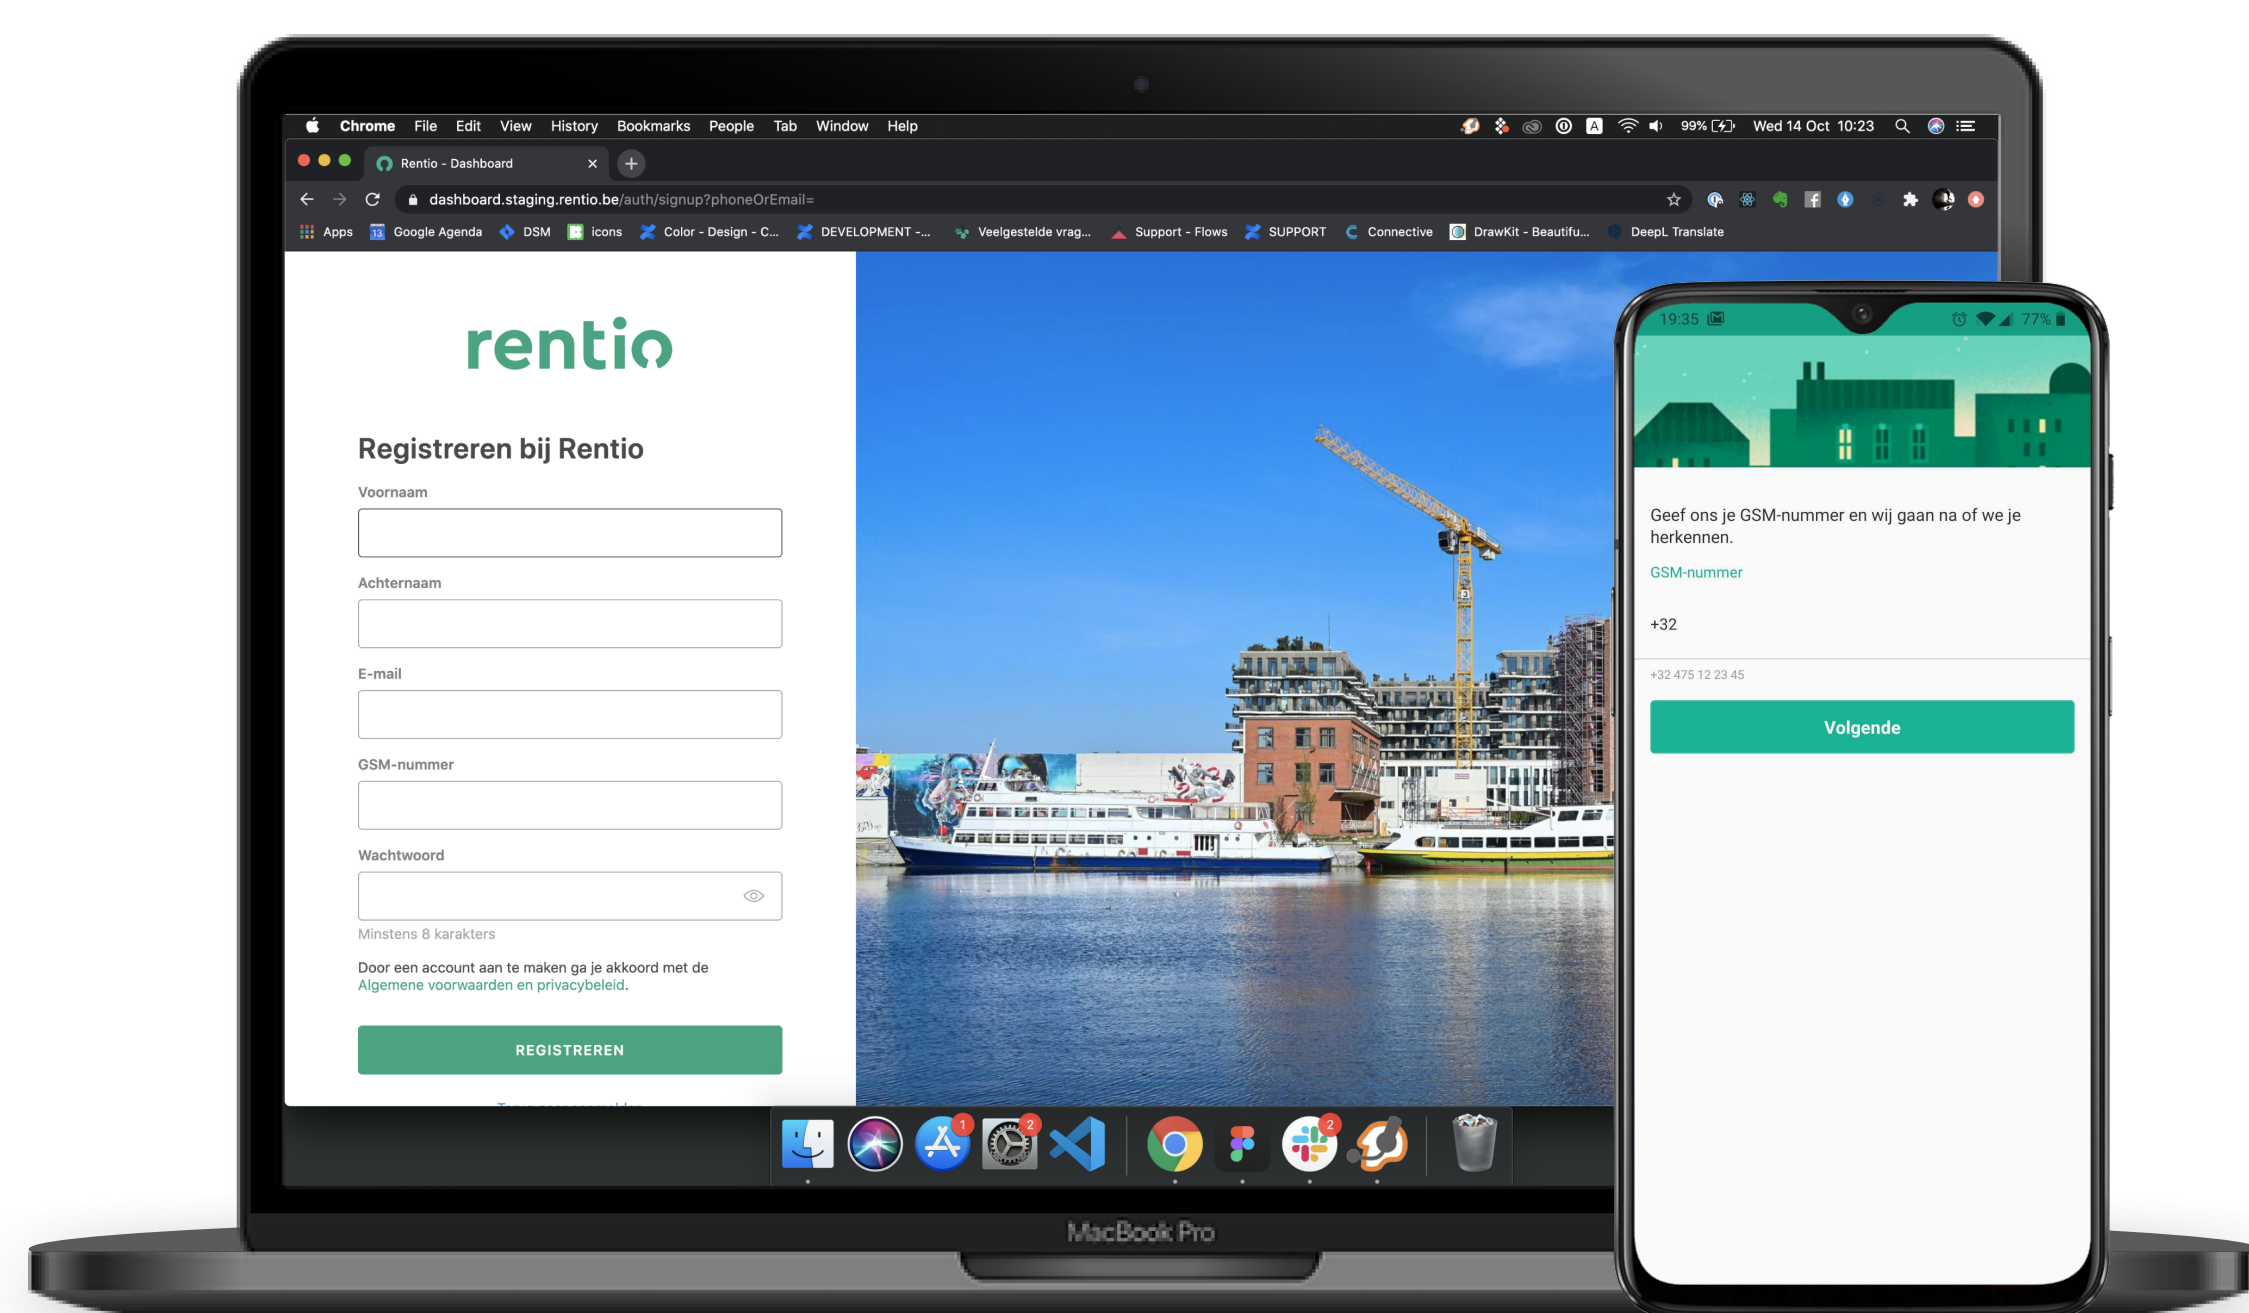 Chrome File Edit View History Bookmarks People Tab Window Help 99% Wed 14 Oct 10:23
Rentio - Dashboard
dashboard.staging.rentio.be/auth/signup?phoneOrEmail=
Apps 13 Google Agenda DSM icons Color - Design - C... DEVELOPMENT -... Veelgestelde vrag... Support - Flows SUPPORT Connective DrawKit - Beautifu... DeepL Translate
rentio
Registreren bij Rentio
Voornaam
Achternaam
E-mail
GSM-nummer
Wachtwoord
Minstens 8 karakters
Door een account aan te maken ga je akkoord met de
Algemene voorwaarden en privacybeleid.
REGISTREREN
3
1
2
2
MacBook Pro
19:35 77%
Geef ons je GSM-nummer en wij gaan na of we je
herkennen.
GSM-nummer
+32
+32 475 12 23 45
Volgende